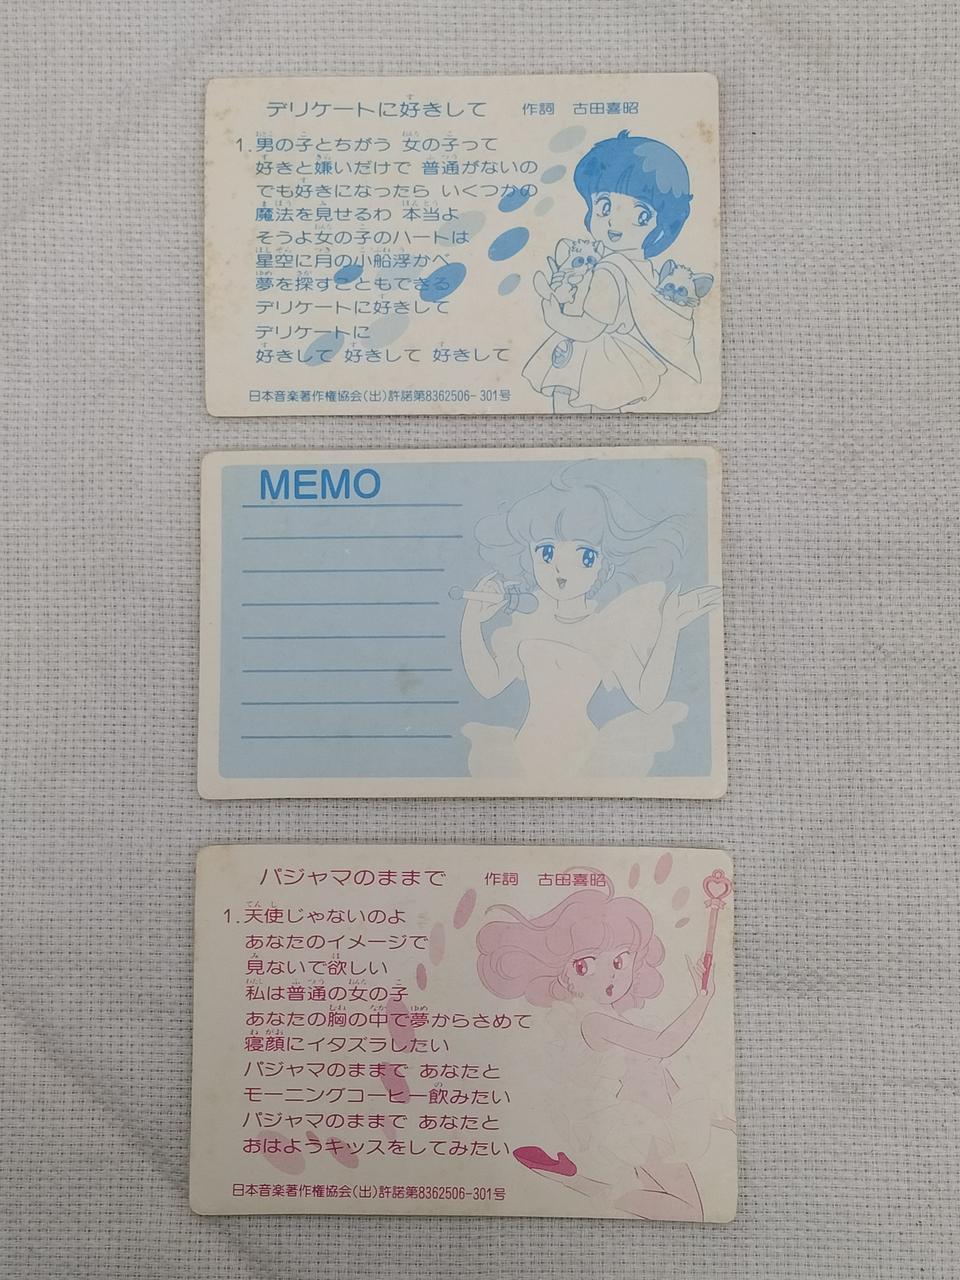 デリケートに好きして 作詞 古田喜昭
1.男の子とちがう 女の子って
好きと嫌いだけで 普通がないの
でも好きになったら いくつかの
魔法を見せるわ 本当よ
そうよ女の子のハートは
星空に月の小船浮かべ
夢を探すこともできる
デリケートに好きして
デリケートに
好きして 好きして 好きして
日本音楽著作権協会(出)許諾第8362506-301号
MEMO
パジャマのままで 作詞 古田喜昭
1.天使じゃないのよ
あなたのイメージで
見ないで欲しい
私は普通の女の子
あなたの胸の中で夢からさめて
寝顔にイタズラしたい
パジャマのままで あなたと
モーニングコーヒー飲みたい
パジャマのままで あなたと
おはようキッスをしてみたい
日本音楽著作権協会(出)許諾第8362506-301号